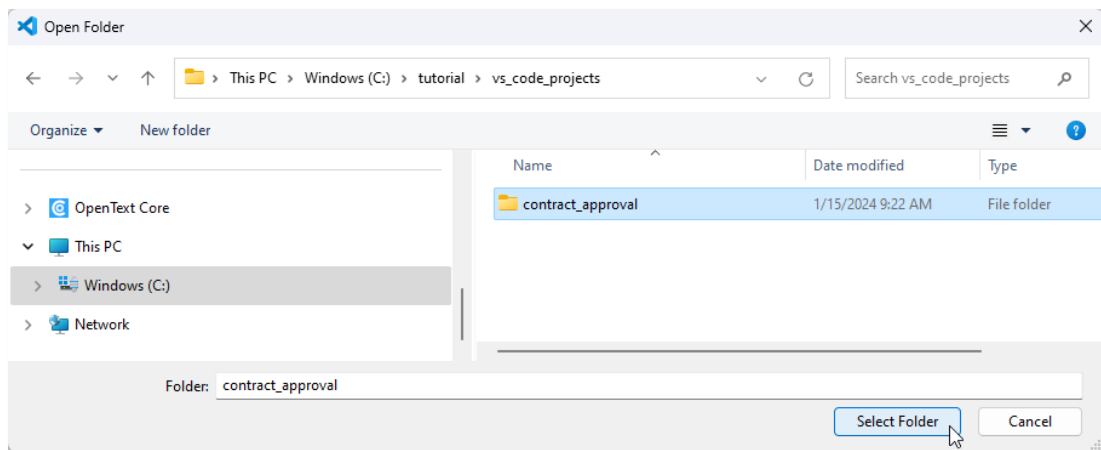 Open Folder
This PC > Windows (C:) > tutorial > vs_code_projects
Search vs_code_projects
Organize
New folder
?
Name
Date modified
Type
OpenText Core
contract_approval
1/15/2024 9:22 AM
File folder
This PC
Windows (C:)
Network
Folder:
contract_approval
Select Folder
Cancel